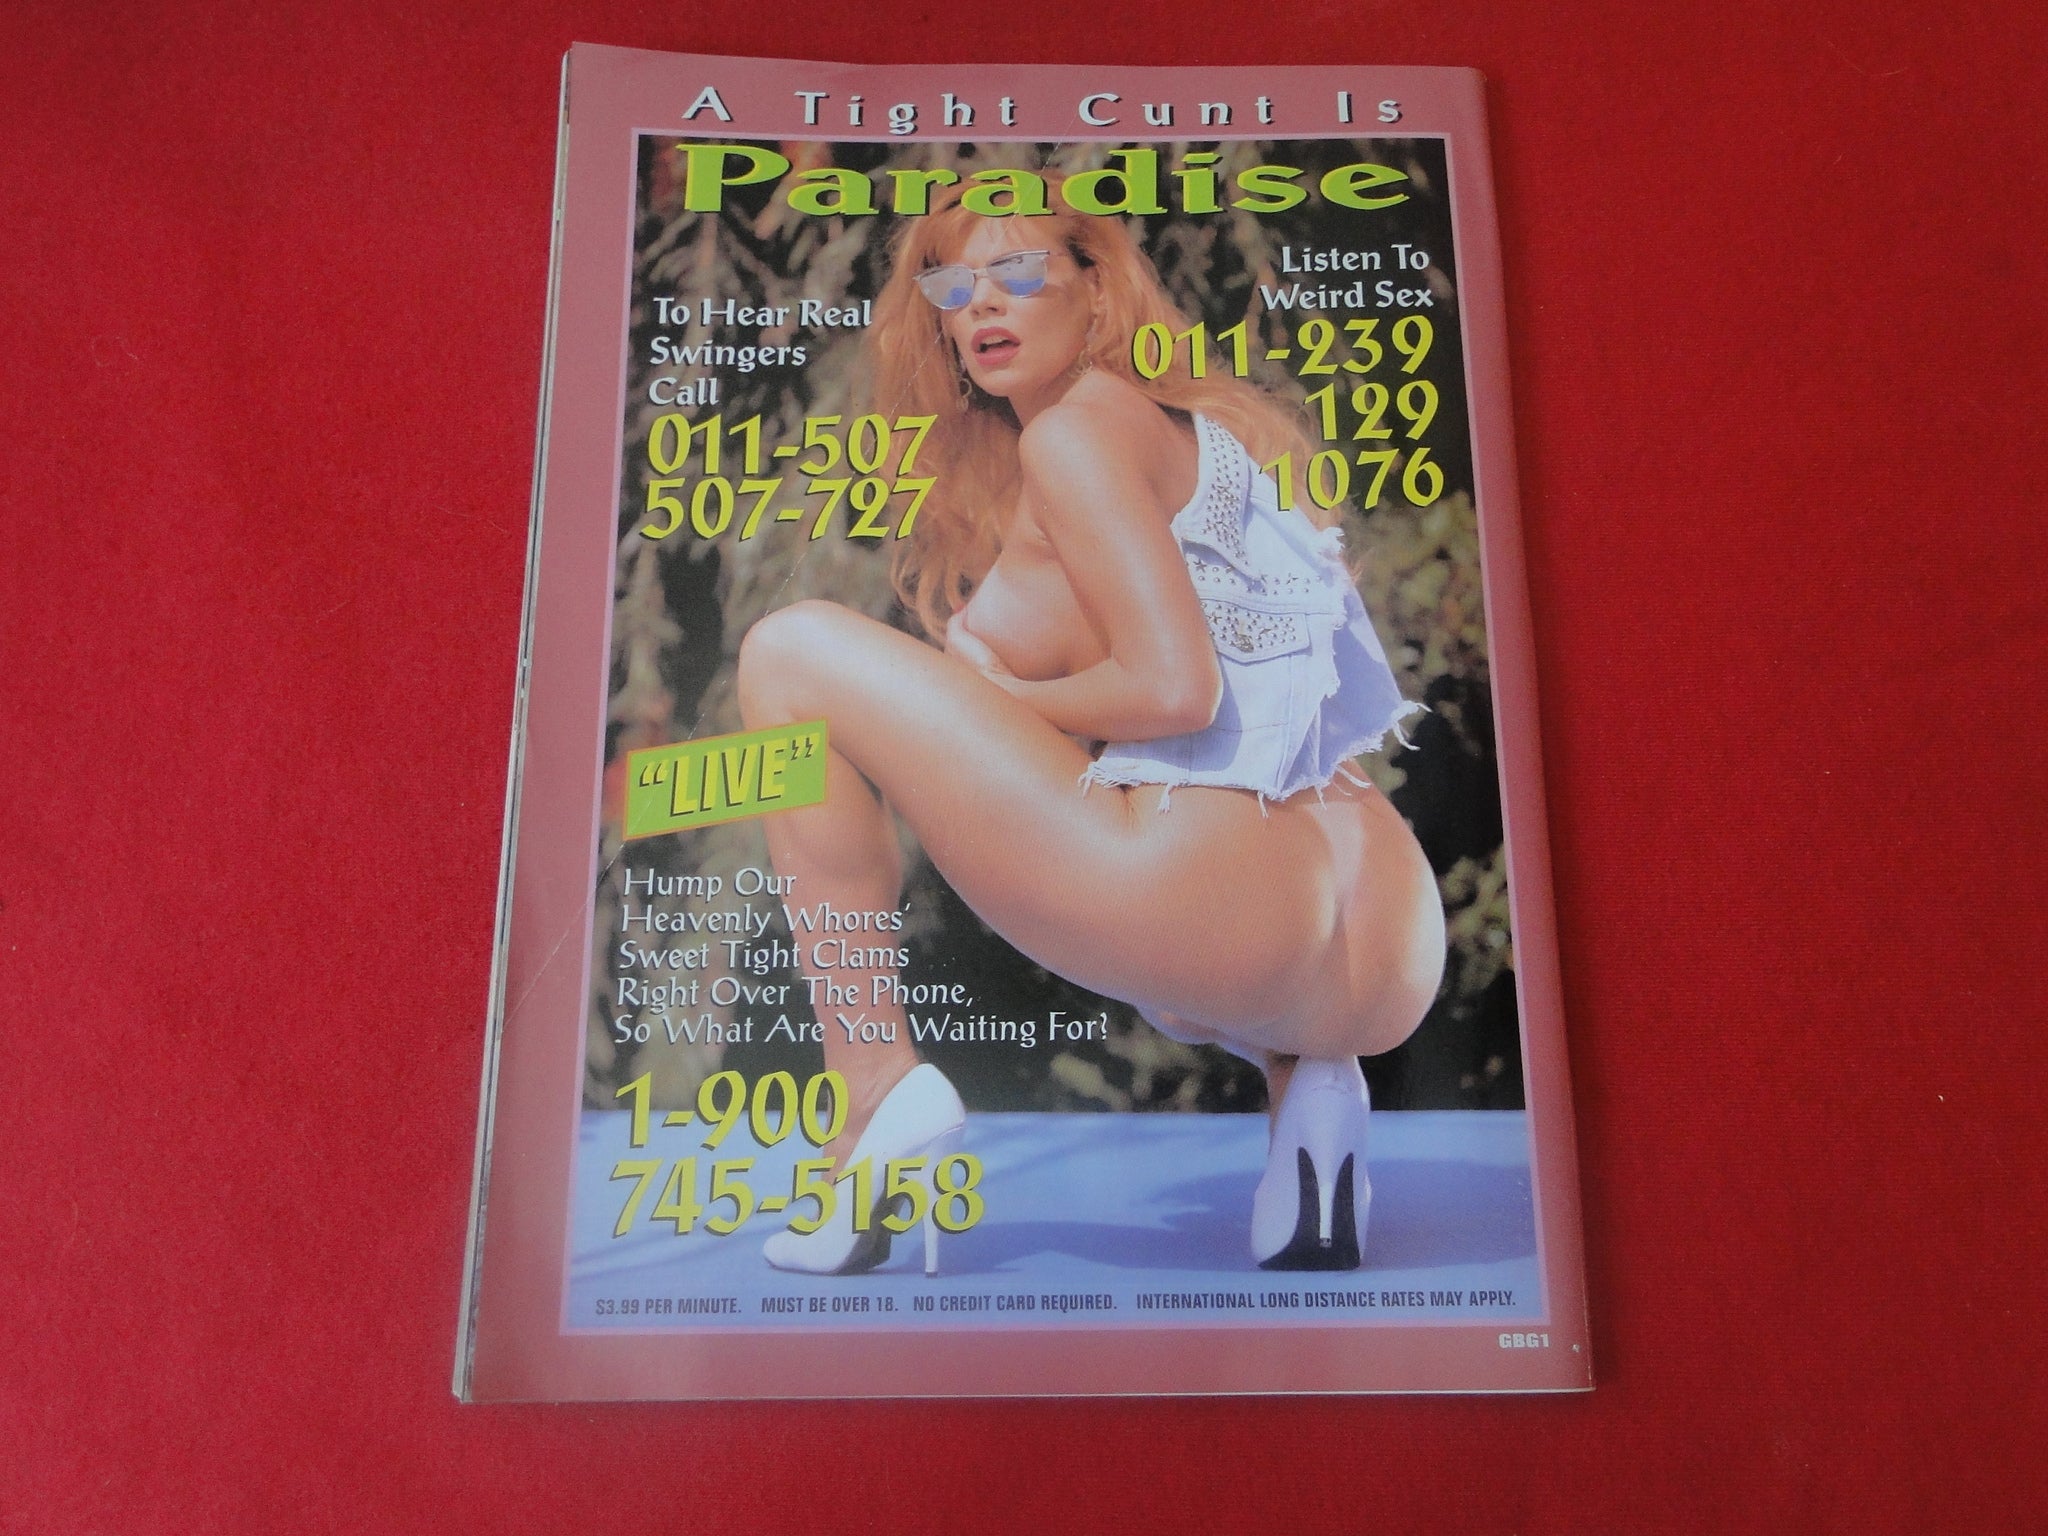 A Tight Cunt Is
Paradise
Listen To
Weird Sex
011-239
129
1076
To Hear Real
Swingers
Call
011-507
507-727
"LIVE"
Hump Our
Heavenly Whores'
Sweet Tight Clams
Right Over The Phone,
So What Are You Waiting For?
1-900
745-5158
$3.99 PER MINUTE. MUST BE OVER 18. NO CREDIT CARD REQUIRED. INTERNATIONAL LONG DISTANCE RATES MAY APPLY.
GBG1